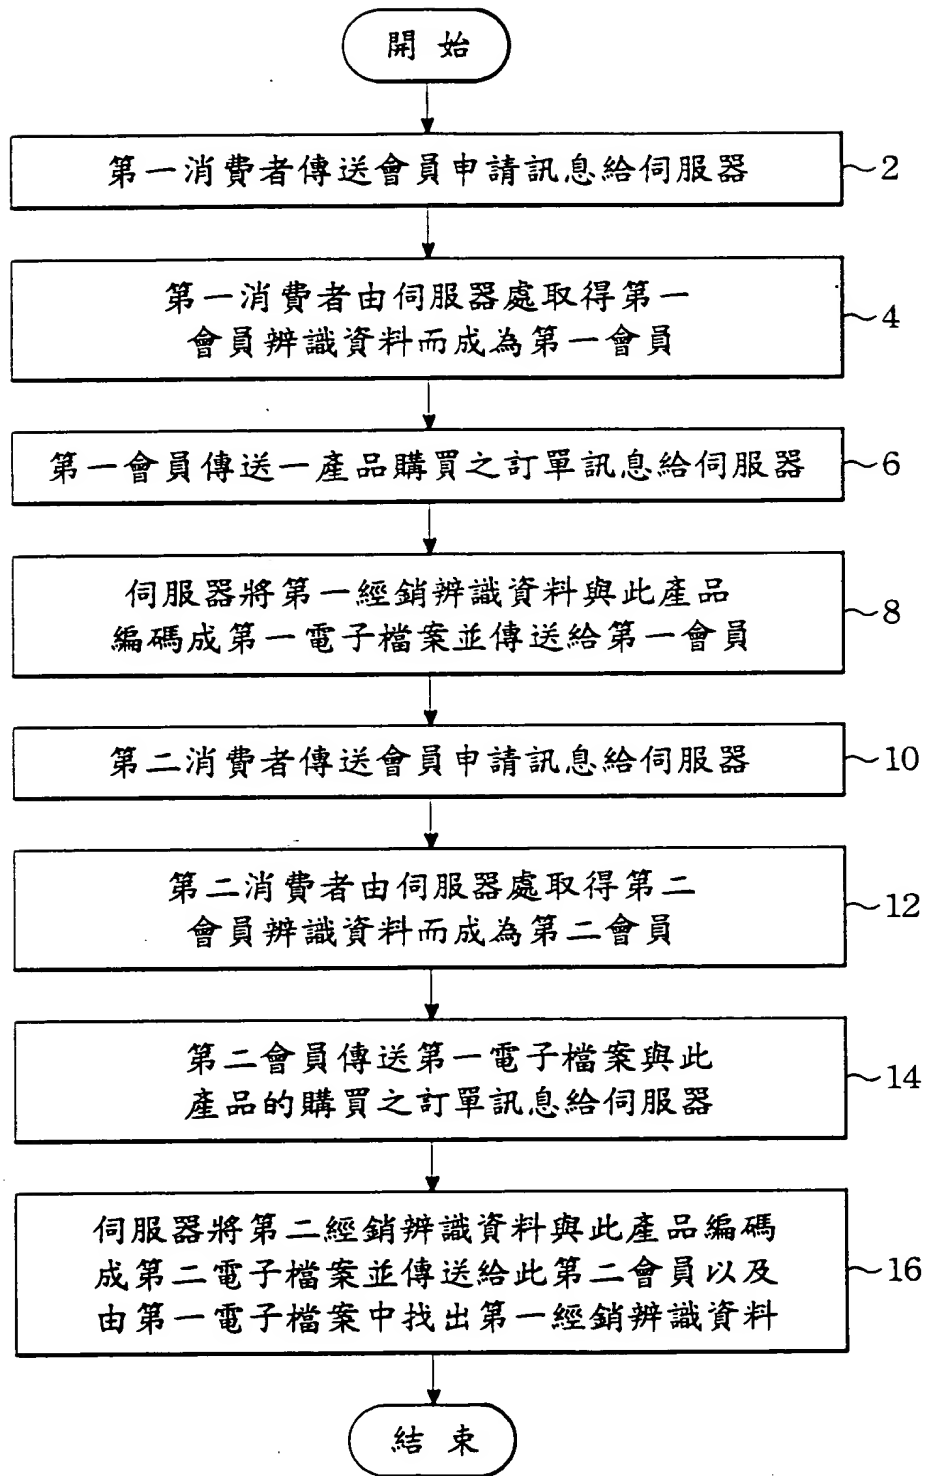 開始
第一消費者傳送會員申請訊息給伺服器
2
第一消費者由伺服器處取得第一
會員辨識資料而成為第一會員
4
第一會員傳送一產品購買之訂單訊息給伺服器
6
伺服器將第一經銷辨識資料與此產品
編碼成第一電子檔案並傳送給第一會員
8
第二消費者傳送會員申請訊息給伺服器
10
第二消費者由伺服器處取得第二
會員辨識資料而成為第二會員
12
第二會員傳送第一電子檔案與此
產品的購買之訂單訊息給伺服器
14
伺服器將第二經銷辨識資料與此產品編碼
成第二電子檔案並傳送給此第二會員以及
由第一電子檔案中找出第一經銷辨識資料
16
結束